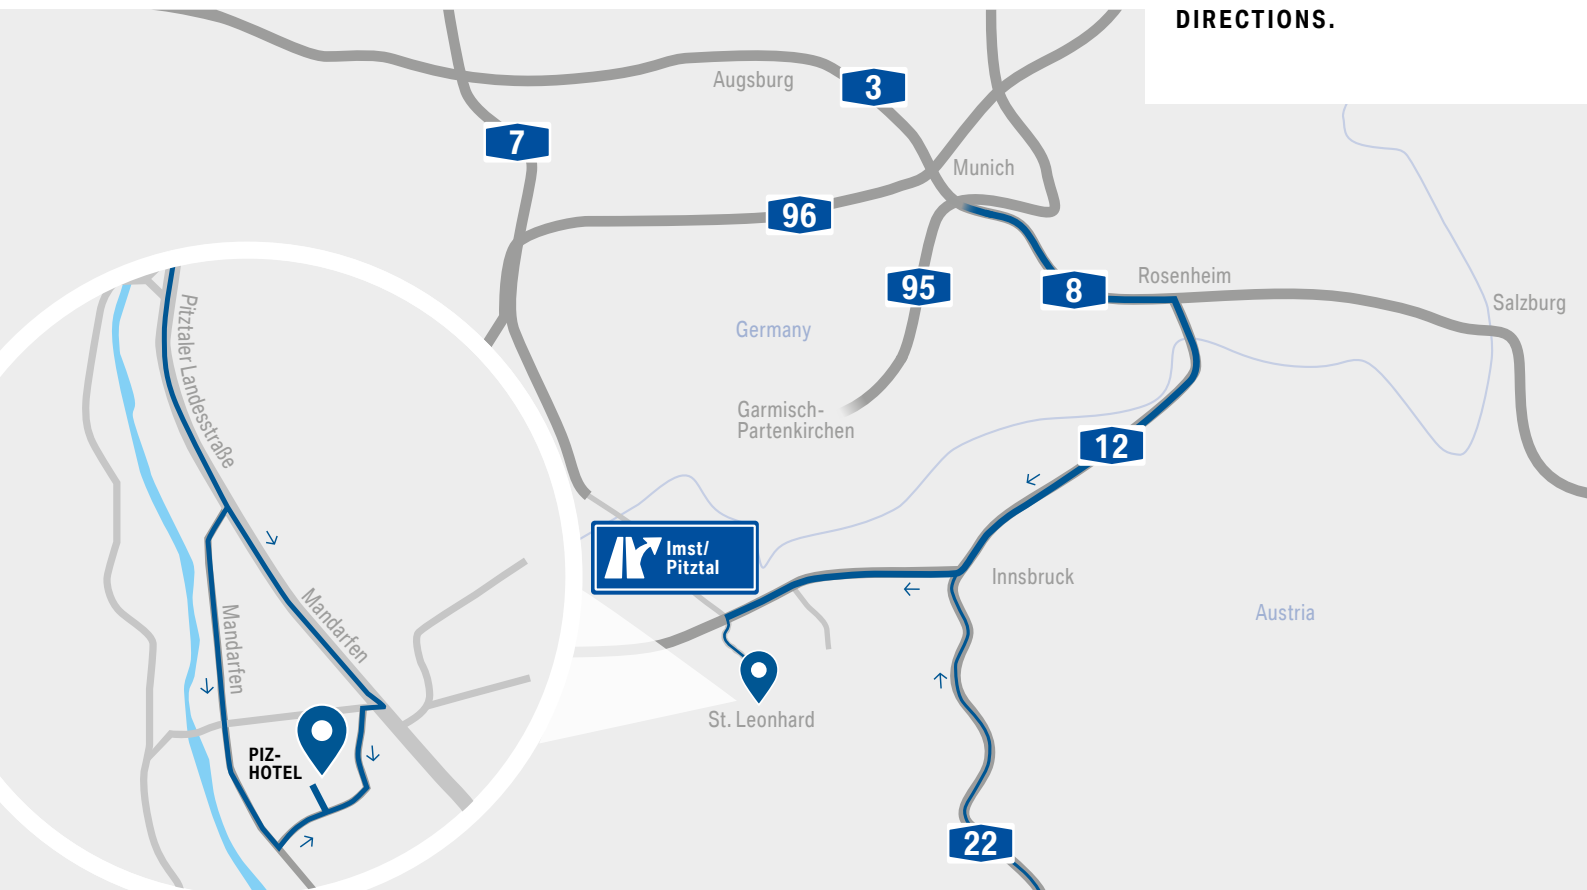 DIRECTIONS.
Augsburg
3
7
Munich
96
95
8
Rosenheim
Salzburg
Germany
Garmisch-
Partenkirchen
12
Imst/
Pitztal
Innsbruck
Austria
St. Leonhard
22
Pitztaler Landesstraße
Mandarfen
Mandarfen
PIZ-
HOTEL